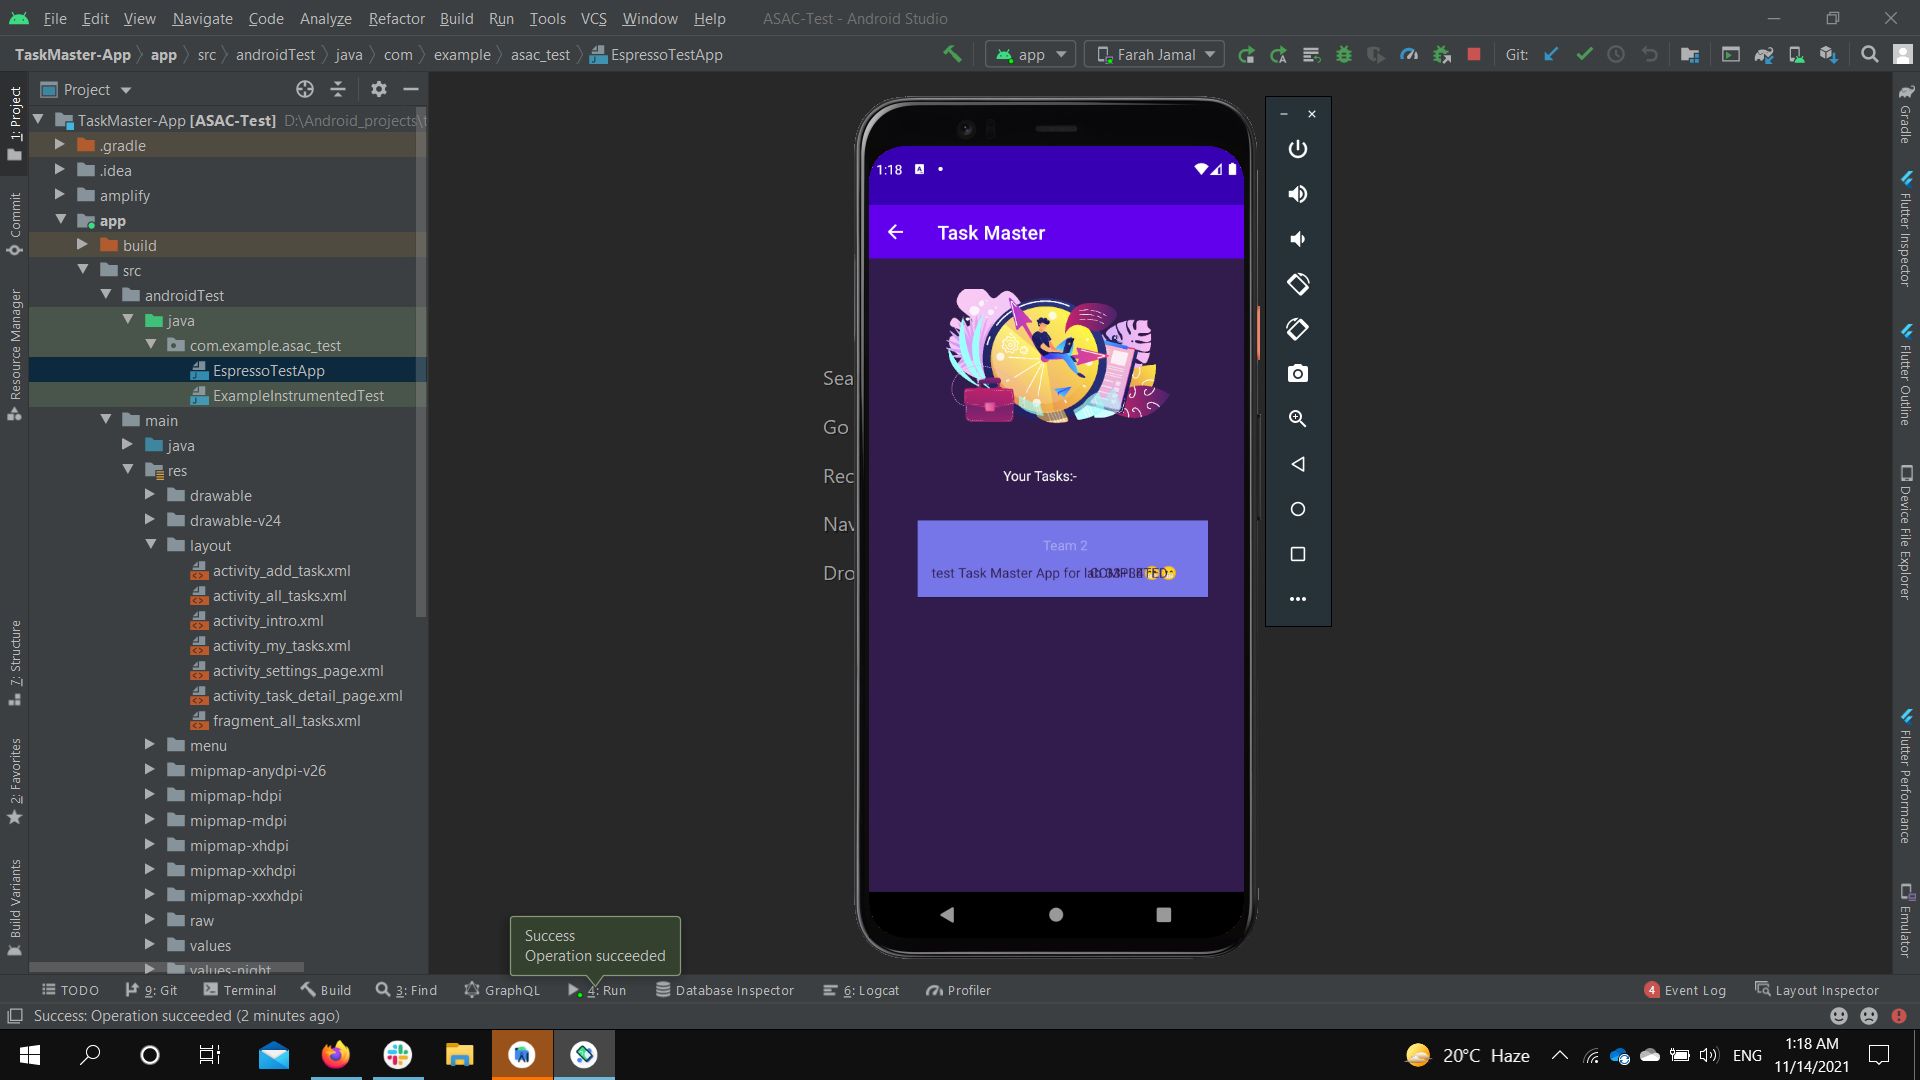 File Edit View Navigate Code Analyze Refactor Build Run Tools VCS Window Help ASAC-Test - Android Studio
TaskMaster-App app src androidTest java com example asac_test EspressoTestApp app Farah Jamal Git:
Project
TaskMaster-App [ASAC-Test] D:\Android_projects\t
.gradle
.idea
amplify
app
build
src
androidTest
java
com.example.asac_test
EspressoTestApp
ExampleInstrumentedTest
main
java
res
drawable
drawable-v24
layout
activity_add_task.xml
activity_all_tasks.xml
activity_intro.xml
activity_my_tasks.xml
activity_settings_page.xml
activity_task_detail_page.xml
fragment_all_tasks.xml
menu
mipmap-anydpi-v26
mipmap-hdpi
mipmap-mdpi
mipmap-xhdpi
mipmap-xxhdpi
mipmap-xxxhdpi
raw
values
values-night
1: Project
Commit
Resource Manager
7: Structure
2: Favorites
Build Variants
Sea
Go
Rec
Nav
Dro
1:18
Task Master
Your Tasks:-
Team 2
test Task Master App for lab
COMPLETED
Gradle
Flutter Inspector
Flutter Outline
Device File Explorer
Flutter Performance
Emulator
Success
Operation succeeded
TODO 9: Git Terminal Build 3: Find GraphQL 4: Run Database Inspector 6: Logcat Profiler 4 Event Log Layout Inspector
Success: Operation succeeded (2 minutes ago)
20°C Haze ENG
1:18 AM
11/14/2021